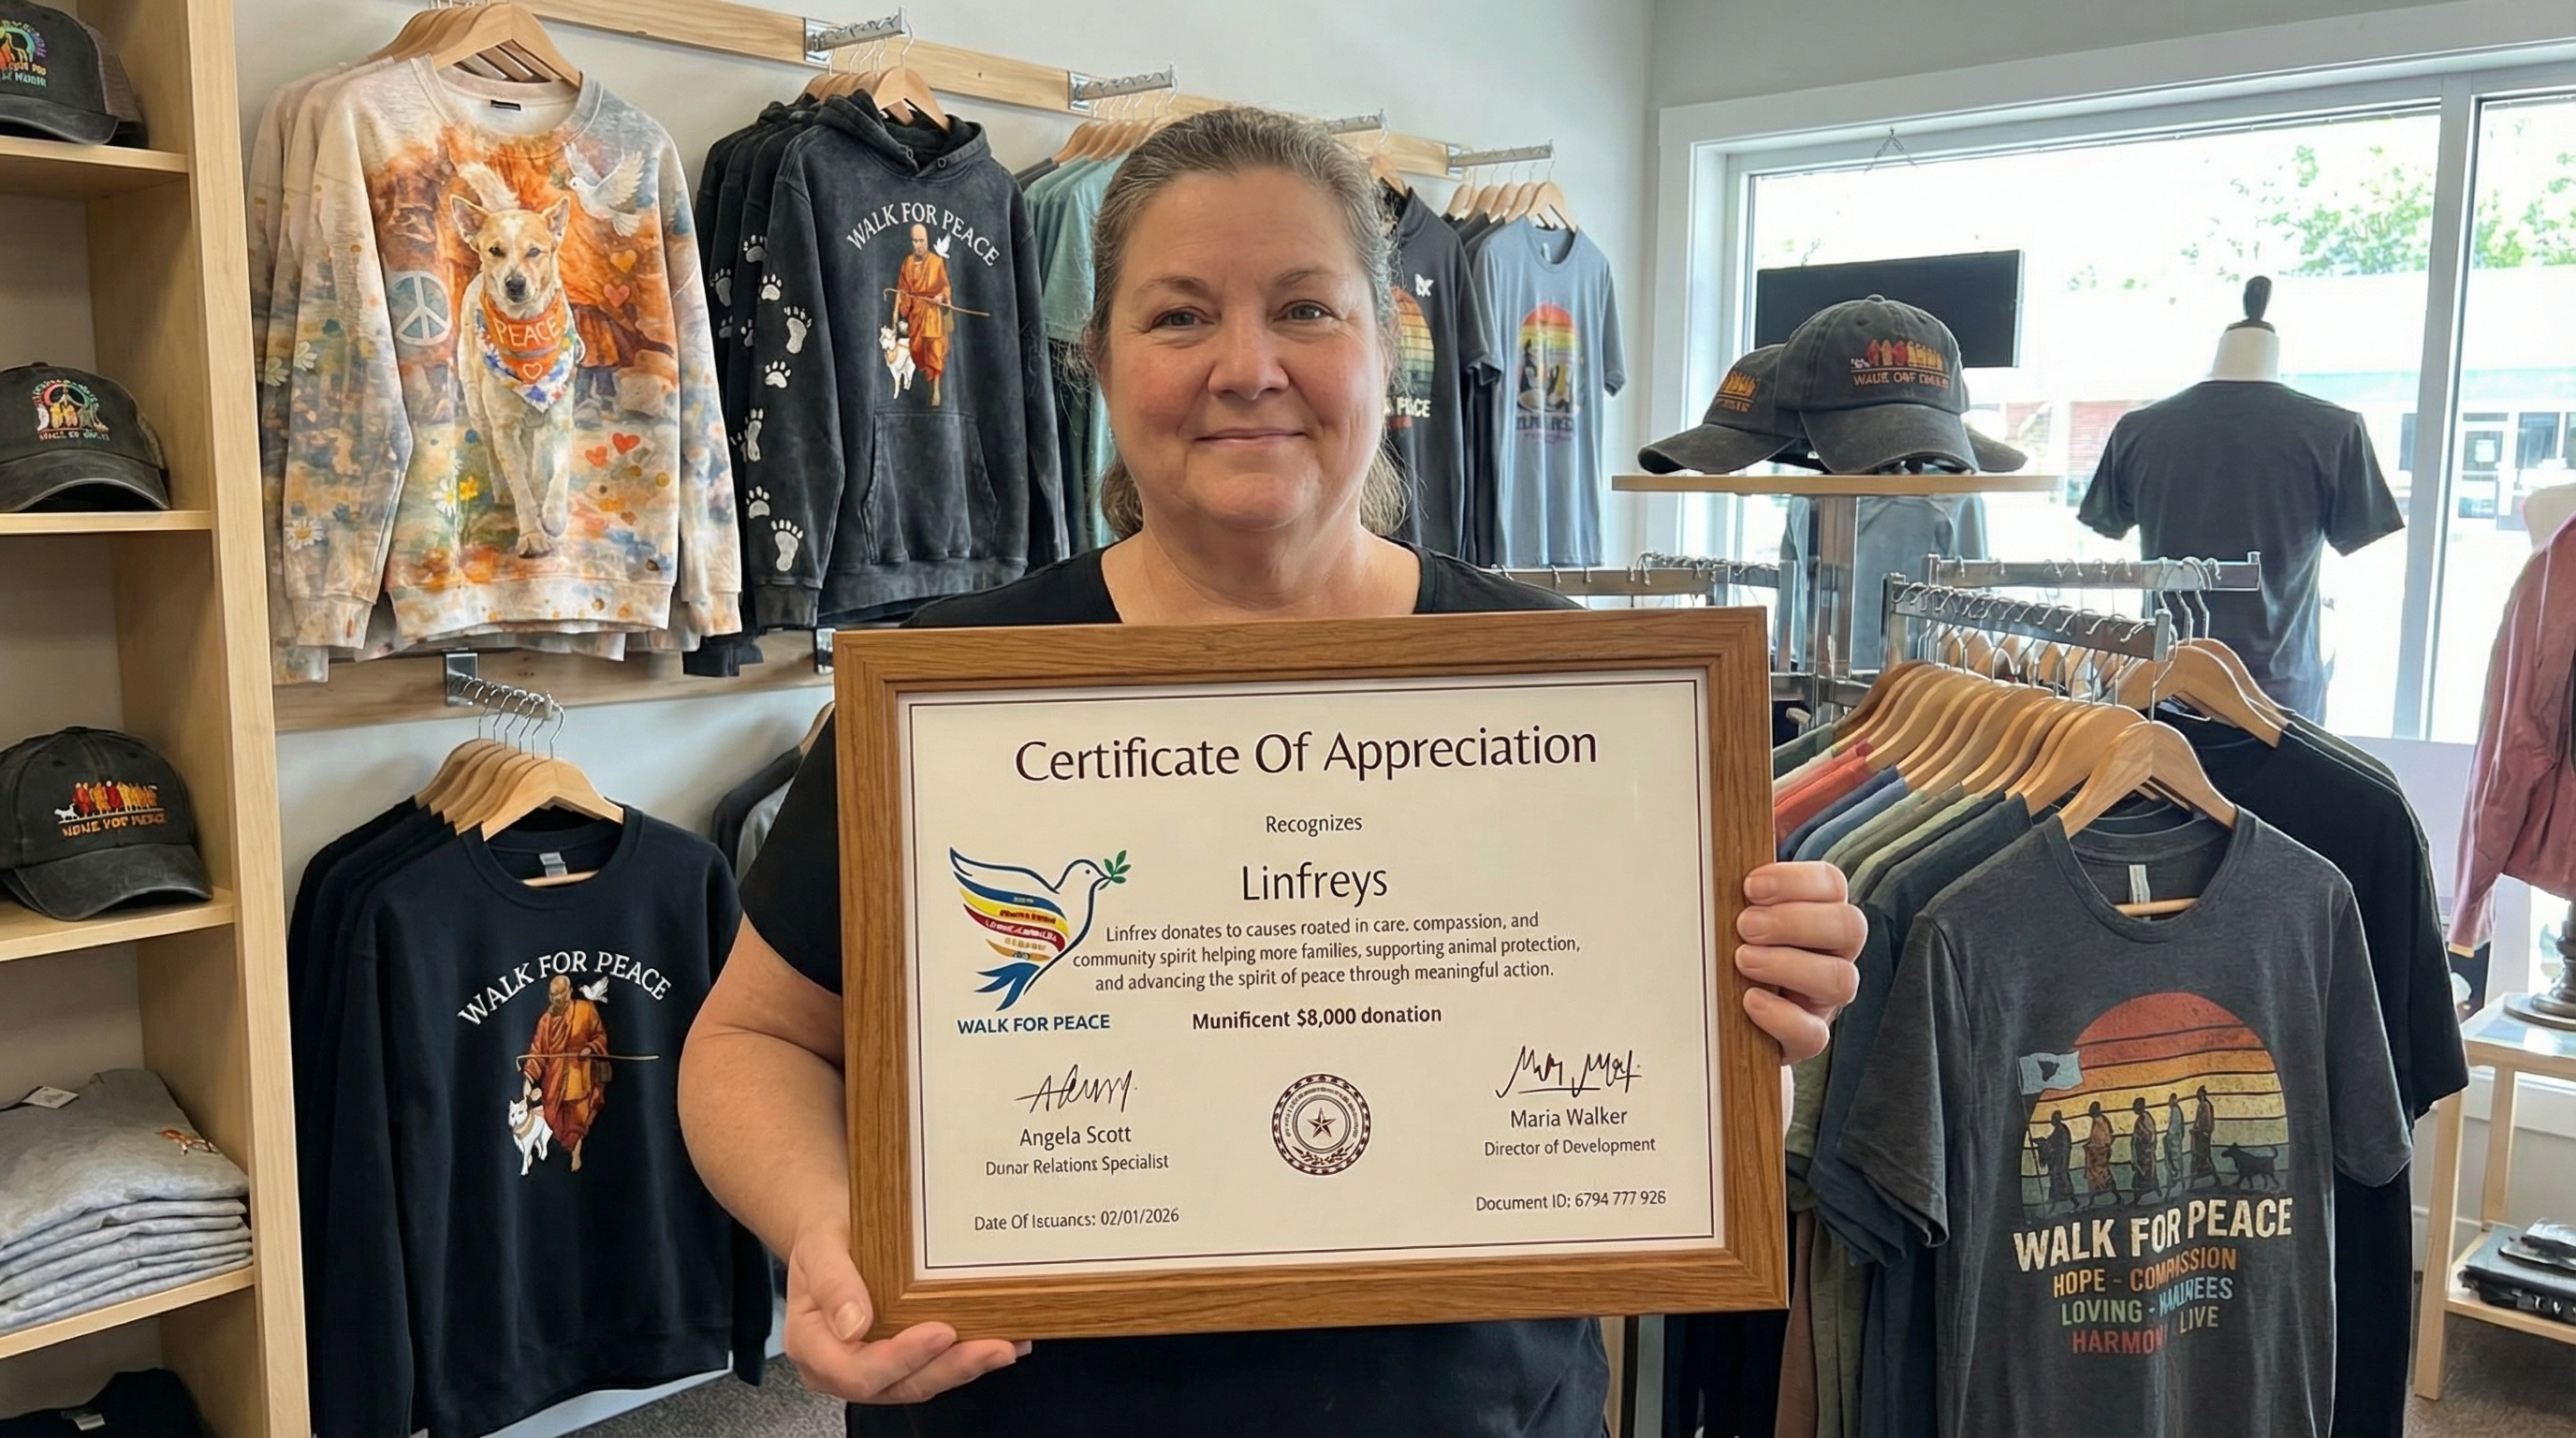 PEACE
WALK FOR PEACE
WALK FOR PEACE
Certificate Of Appreciation
Recognizes
Linfreys
Linfrex donates to causes roated in care. compassion, and
community spirit helping more families, supporting animal protection,
and advancing the spirit of peace through meaningful action.
Munificent $8,000 donation
WALK FOR PEACE
Angela Scott
Dunar Relations Specialist
Date Of Iscuancs: 02/01/2026
Maria Walker
Director of Development
Document ID; 6794 777 926
WALK FOR PEACE
HOPE - COMPASSION
LOVING -
HARMONY LIVE